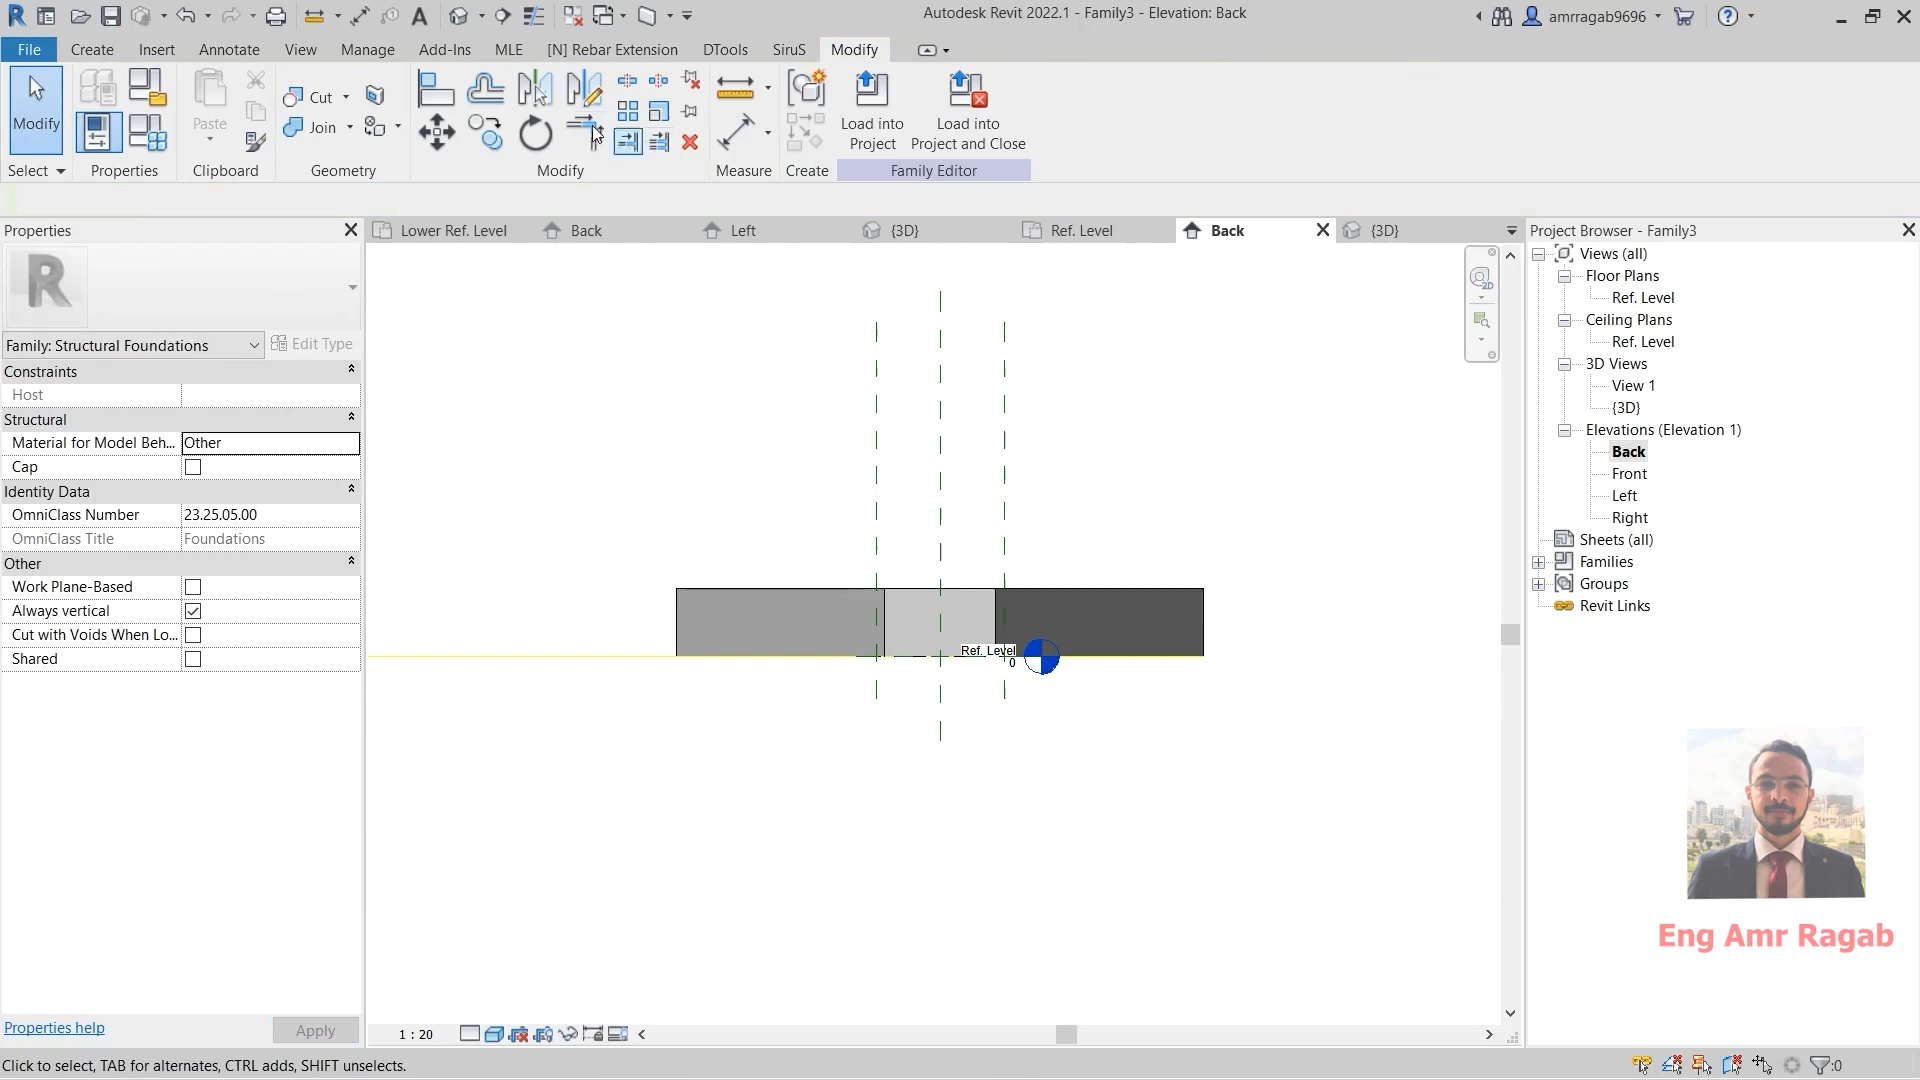 Autodesk Revit 2022.1 - Family3 - Elevation: Back
amrragab9696
File Create Insert Annotate View Manage Add-Ins MLE [N] Rebar Extension DTools SiruS Modify
Modify
Paste
Cut
Join
Load into Project
Load into Project and Close
Select Properties Clipboard Geometry Modify Measure Create Family Editor
Properties
Lower Ref. Level Back Left {3D} Ref. Level Back {3D}
Project Browser - Family3
R
Family: Structural Foundations
Edit Type
Constraints
Host
Structural
Material for Model Beh... Other
Cap
Identity Data
OmniClass Number 23.25.05.00
OmniClass Title Foundations
Other
Work Plane-Based
Always vertical
Cut with Voids When Lo...
Shared
Properties help
Apply
Ref. Level
0
2D
Views (all)
Floor Plans
Ref. Level
Ceiling Plans
Ref. Level
3D Views
View 1
{3D}
Elevations (Elevation 1)
Back
Front
Left
Right
Sheets (all)
Families
Groups
Revit Links
Eng Amr Ragab
1 : 20
Click to select, TAB for alternates, CTRL adds, SHIFT unselects.
:0